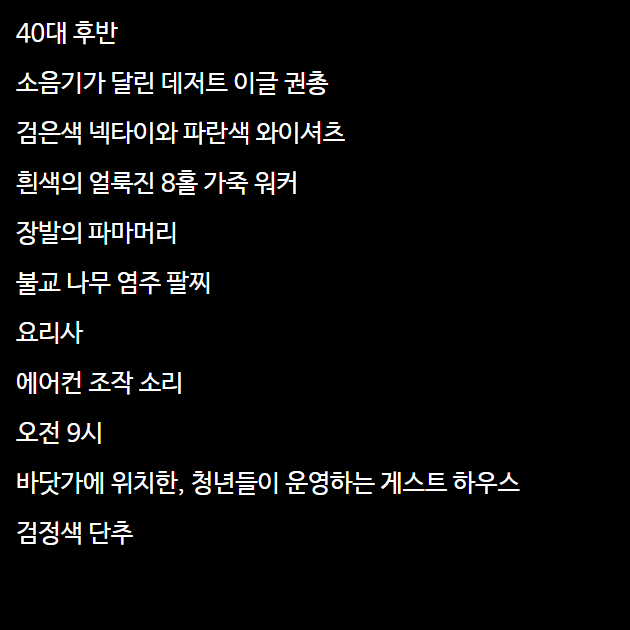 40대 후반
소음기가 달린 데저트 이글 권총
검은색 넥타이와 파란색 와이셔츠
흰색의 얼룩진 8홀 가죽 워커
장발의 파마머리
불교 나무 염주 팔찌
요리사
에어컨 조작 소리
오전 9시
바닷가에 위치한, 청년들이 운영하는 게스트 하우스
검정색 단추